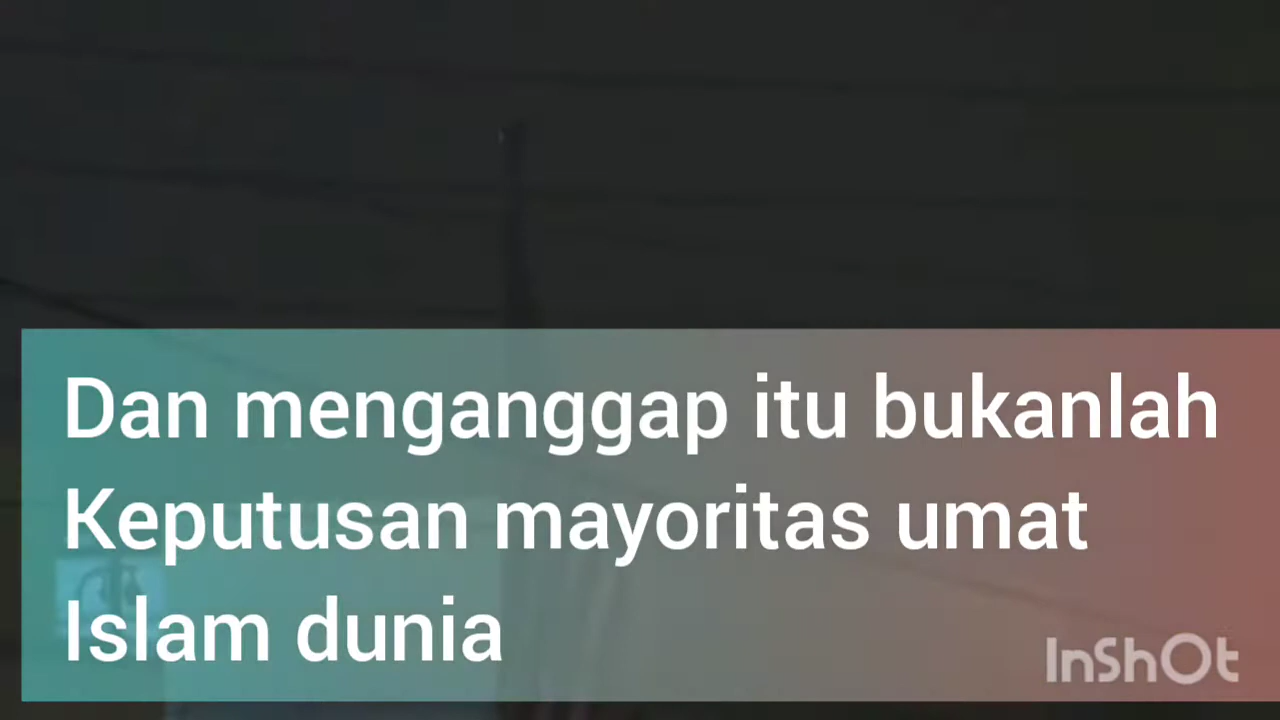 Dan menganggap itu bukanlah
Keputusan mayoritas umat
Islam dunia
InShOt